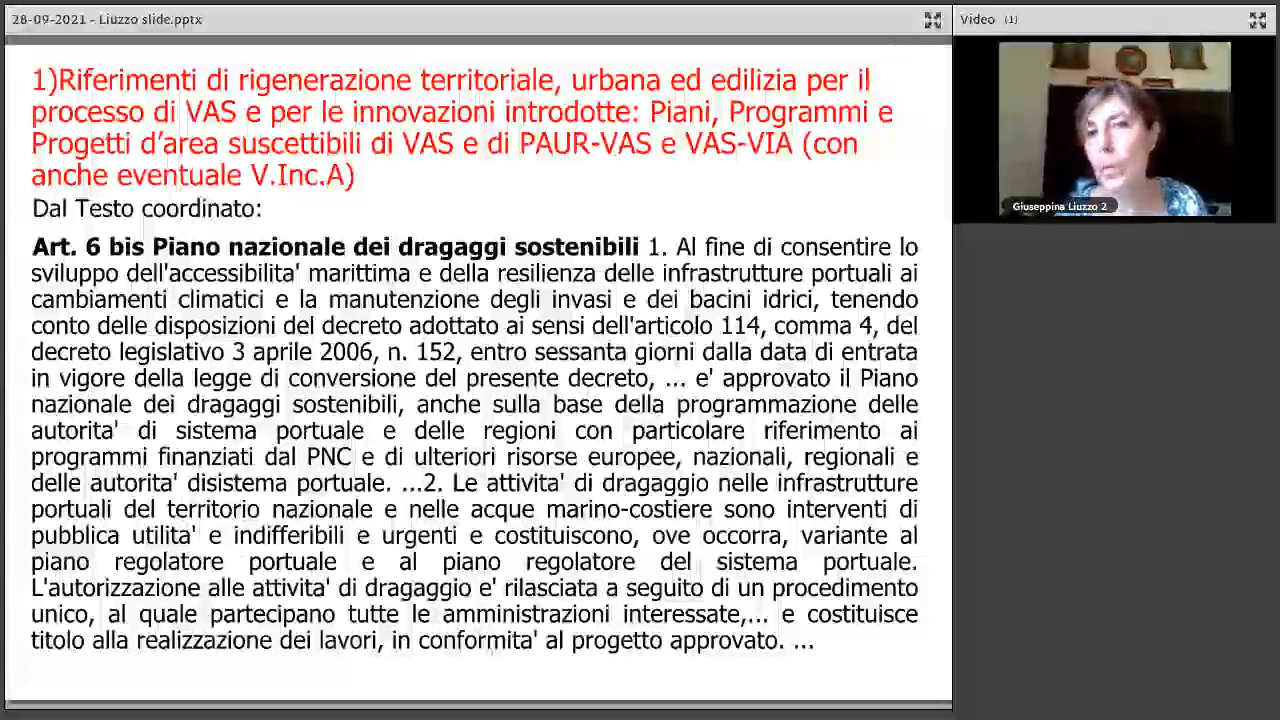 28-09-2021 - Liuzzo slide.pptx
Video (1)
1)Riferimenti di rigenerazione territoriale, urbana ed edilizia per il
processo di VAS e per le innovazioni introdotte: Piani, Programmi e
Progetti d’area suscettibili di VAS e di PAUR-VAS e VAS-VIA (con
anche eventuale V.Inc.A)
Dal Testo coordinato:
Art. 6 bis Piano nazionale dei dragaggi sostenibili 1. Al fine di consentire lo
sviluppo dell'accessibilita' marittima e della resilienza delle infrastrutture portuali ai
cambiamenti climatici e la manutenzione degli invasi e dei bacini idrici, tenendo
conto delle disposizioni del decreto adottato ai sensi dell'articolo 114, comma 4, del
decreto legislativo 3 aprile 2006, n. 152, entro sessanta giorni dalla data di entrata
in vigore della legge di conversione del presente decreto, ... e' approvato il Piano
nazionale dei dragaggi sostenibili, anche sulla base della programmazione delle
autorita' di sistema portuale e delle regioni con particolare riferimento ai
programmi finanziati dal PNC e di ulteriori risorse europee, nazionali, regionali e
delle autorita' disistema portuale. ...2. Le attivita' di dragaggio nelle infrastrutture
portuali del territorio nazionale e nelle acque marino-costiere sono interventi di
pubblica utilita' e indifferibili e urgenti e costituiscono, ove occorra, variante al
piano regolatore portuale e al piano regolatore del sistema portuale.
L'autorizzazione alle attivita' di dragaggio e' rilasciata a seguito di un procedimento
unico, al quale partecipano tutte le amministrazioni interessate,... e costituisce
titolo alla realizzazione dei lavori, in conformita' al progetto approvato. ...
Giuseppina Liuzzo 2